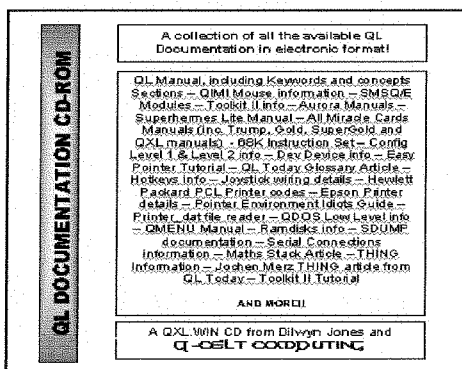 QL DOCUMENTATION CD-ROM
A collection of all the available QL
Documentation in electronic format!
QL Manual, including Keywords and concepts
Sections – QIMI Mouse information – SMSQ/E
Modules – Toolkit II info – Aurora Manuals –
Superhermes Lite Manual – All Miracle Cards
Manuals (inc. Trump, Gold, SuperGold and
QXL manuals) - 68K Instruction Set – Config
Level 1 & Level 2 info – Dev Device Info – Easy
Pointer Tutorial – QL Today Glossary Article –
Hotkeys info – Joystick wiring details – Hewlett
Packard PCL Printer codes – Epson Printer
details – Pointer Environment Idiots Guide –
Printer_dat file reader – QDOS Low Level info
– QMENU Manual – Ramdisks info – SDUMP
documentation – Serial Connections
information – Maths Stack Article – THING
Information – Jochen Merz THING article from
QL Today – Toolkit II Tutorial
AND MORE!!
A QXL.WIN CD from Dilwyn Jones and
Q-CELT COMPUTING